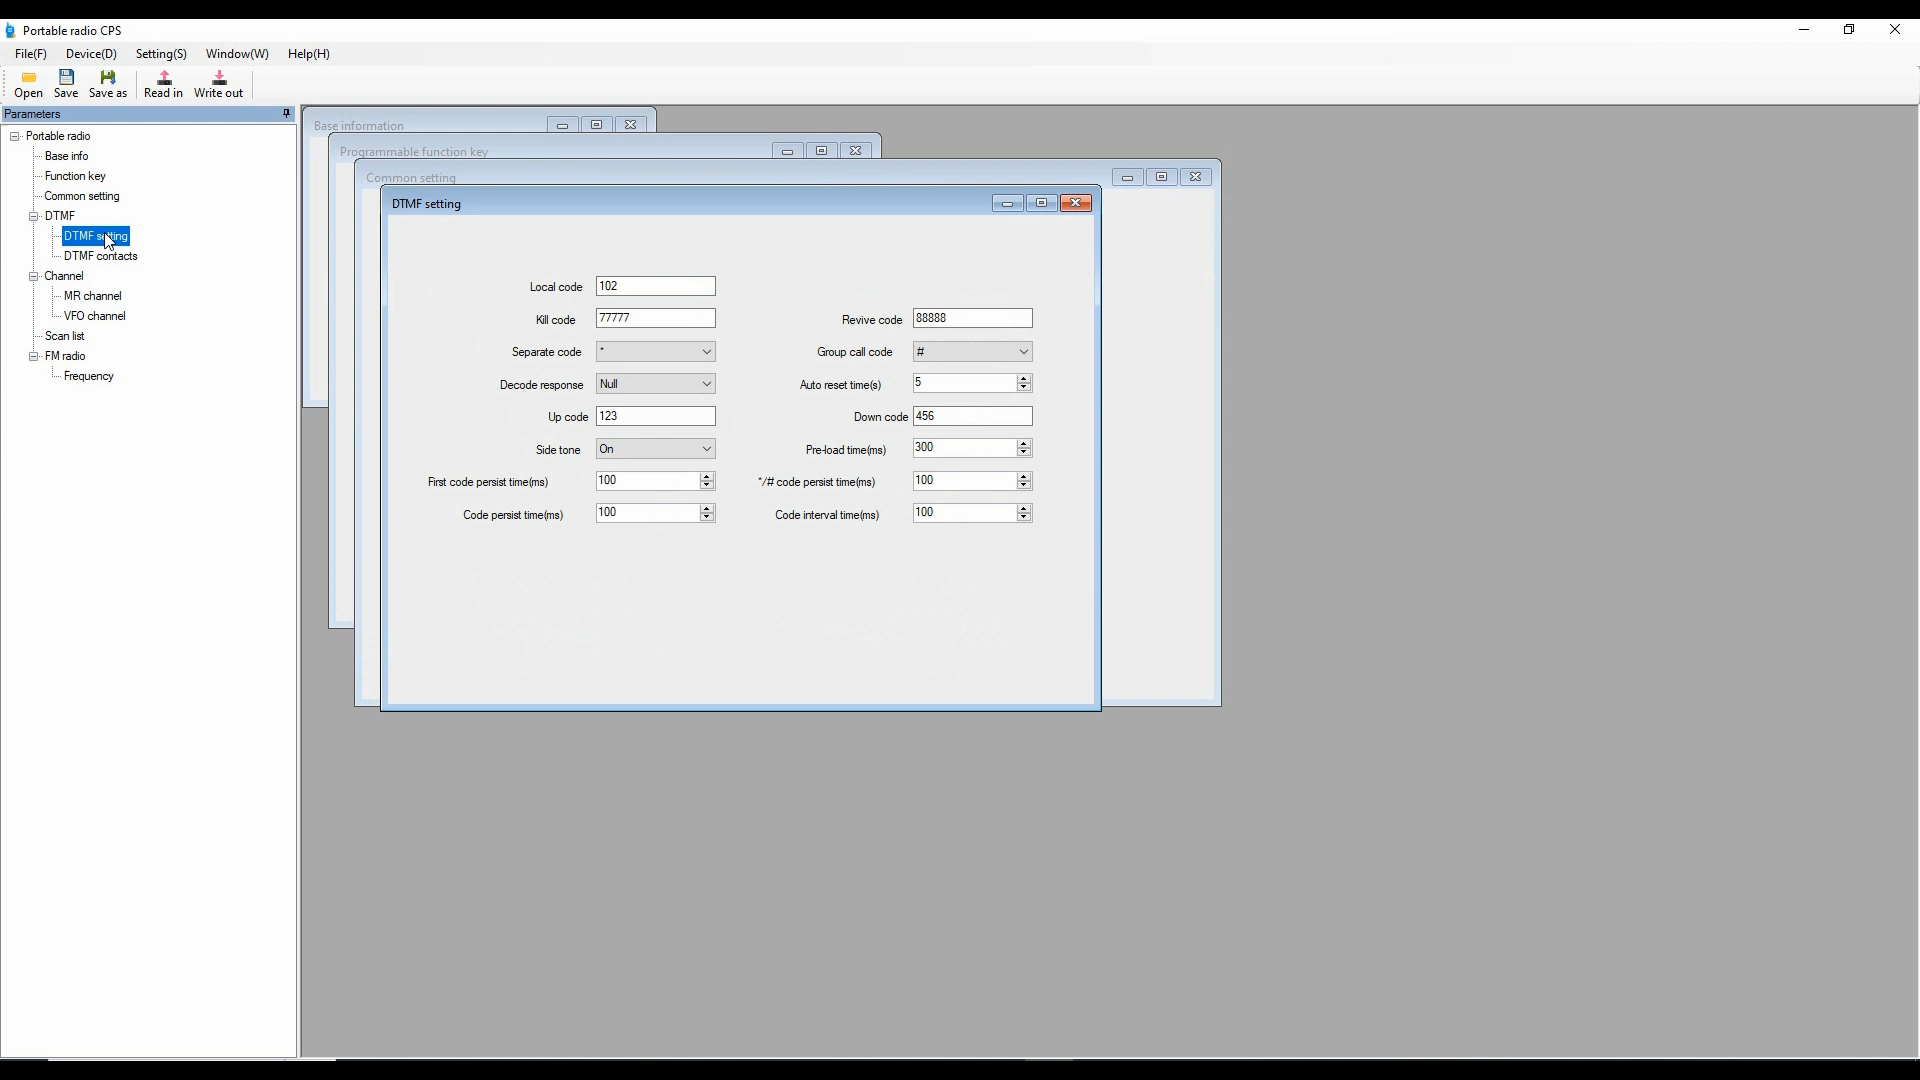 Portable radio CPS
File(F) Device(D) Setting(S) Window(W) Help(H)
Open Save Save as Read in Write out
Parameters
Portable radio
Base info
Function key
Common setting
DTMF
DTMF setting
DTMF contacts
Channel
MR channel
VFO channel
Scan list
FM radio
Frequency
Base information
Programmable function key
Common setting
DTMF setting
Local code 102
Kill code 77777 Revive code 88888
Separate code * Group call code #
Decode response Null Auto reset time(s) 5
Up code 123 Down code 456
Side tone On Pre-load time(ms) 300
First code persist time(ms) 100 */# code persist time(ms) 100
Code persist time(ms) 100 Code interval time(ms) 100